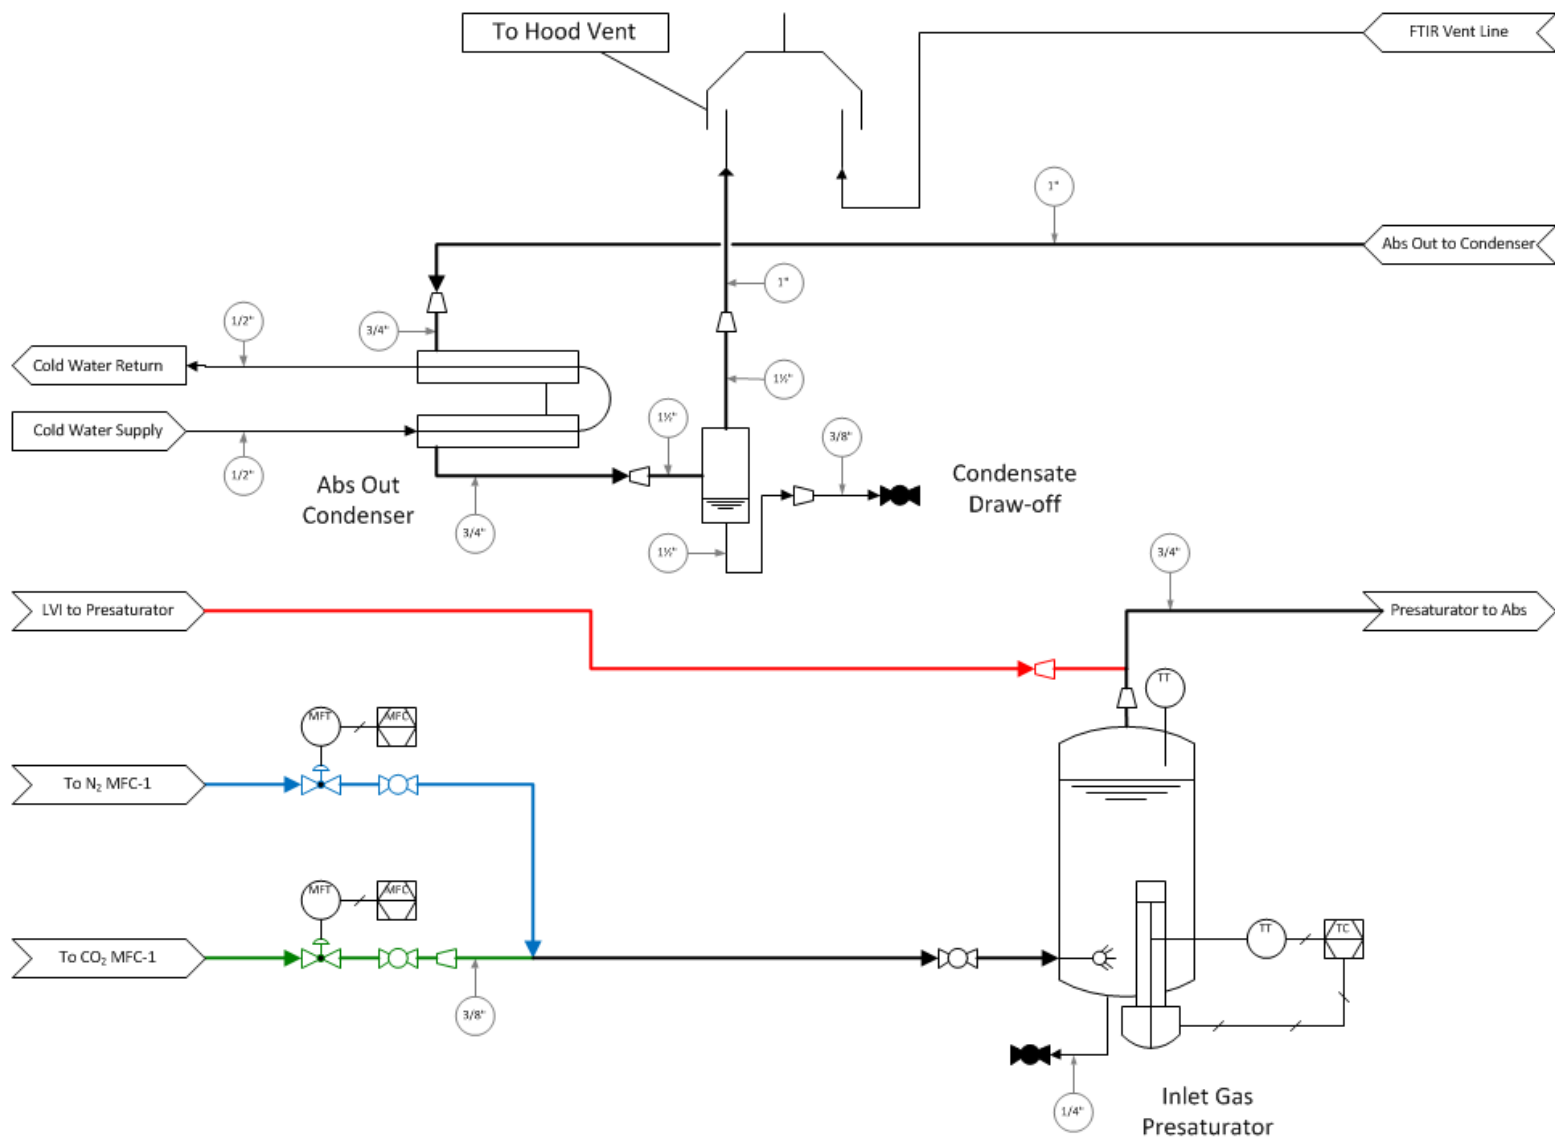 To Hood Vent
FTIR Vent Line
1"
Abs Out to Condenser
1"
1/2"
3/4"
Cold Water Return
1½"
1½"
3/8"
Cold Water Supply
1/2"
Abs Out
Condenser
Condensate
Draw-off
3/4"
1½"
3/4"
LVI to Presaturator
Presaturator to Abs
TT
MFT
MFC
To N₂ MFC-1
MFT
MFC
TT
TC
To CO₂ MFC-1
3/8"
1/4"
Inlet Gas
Presaturator